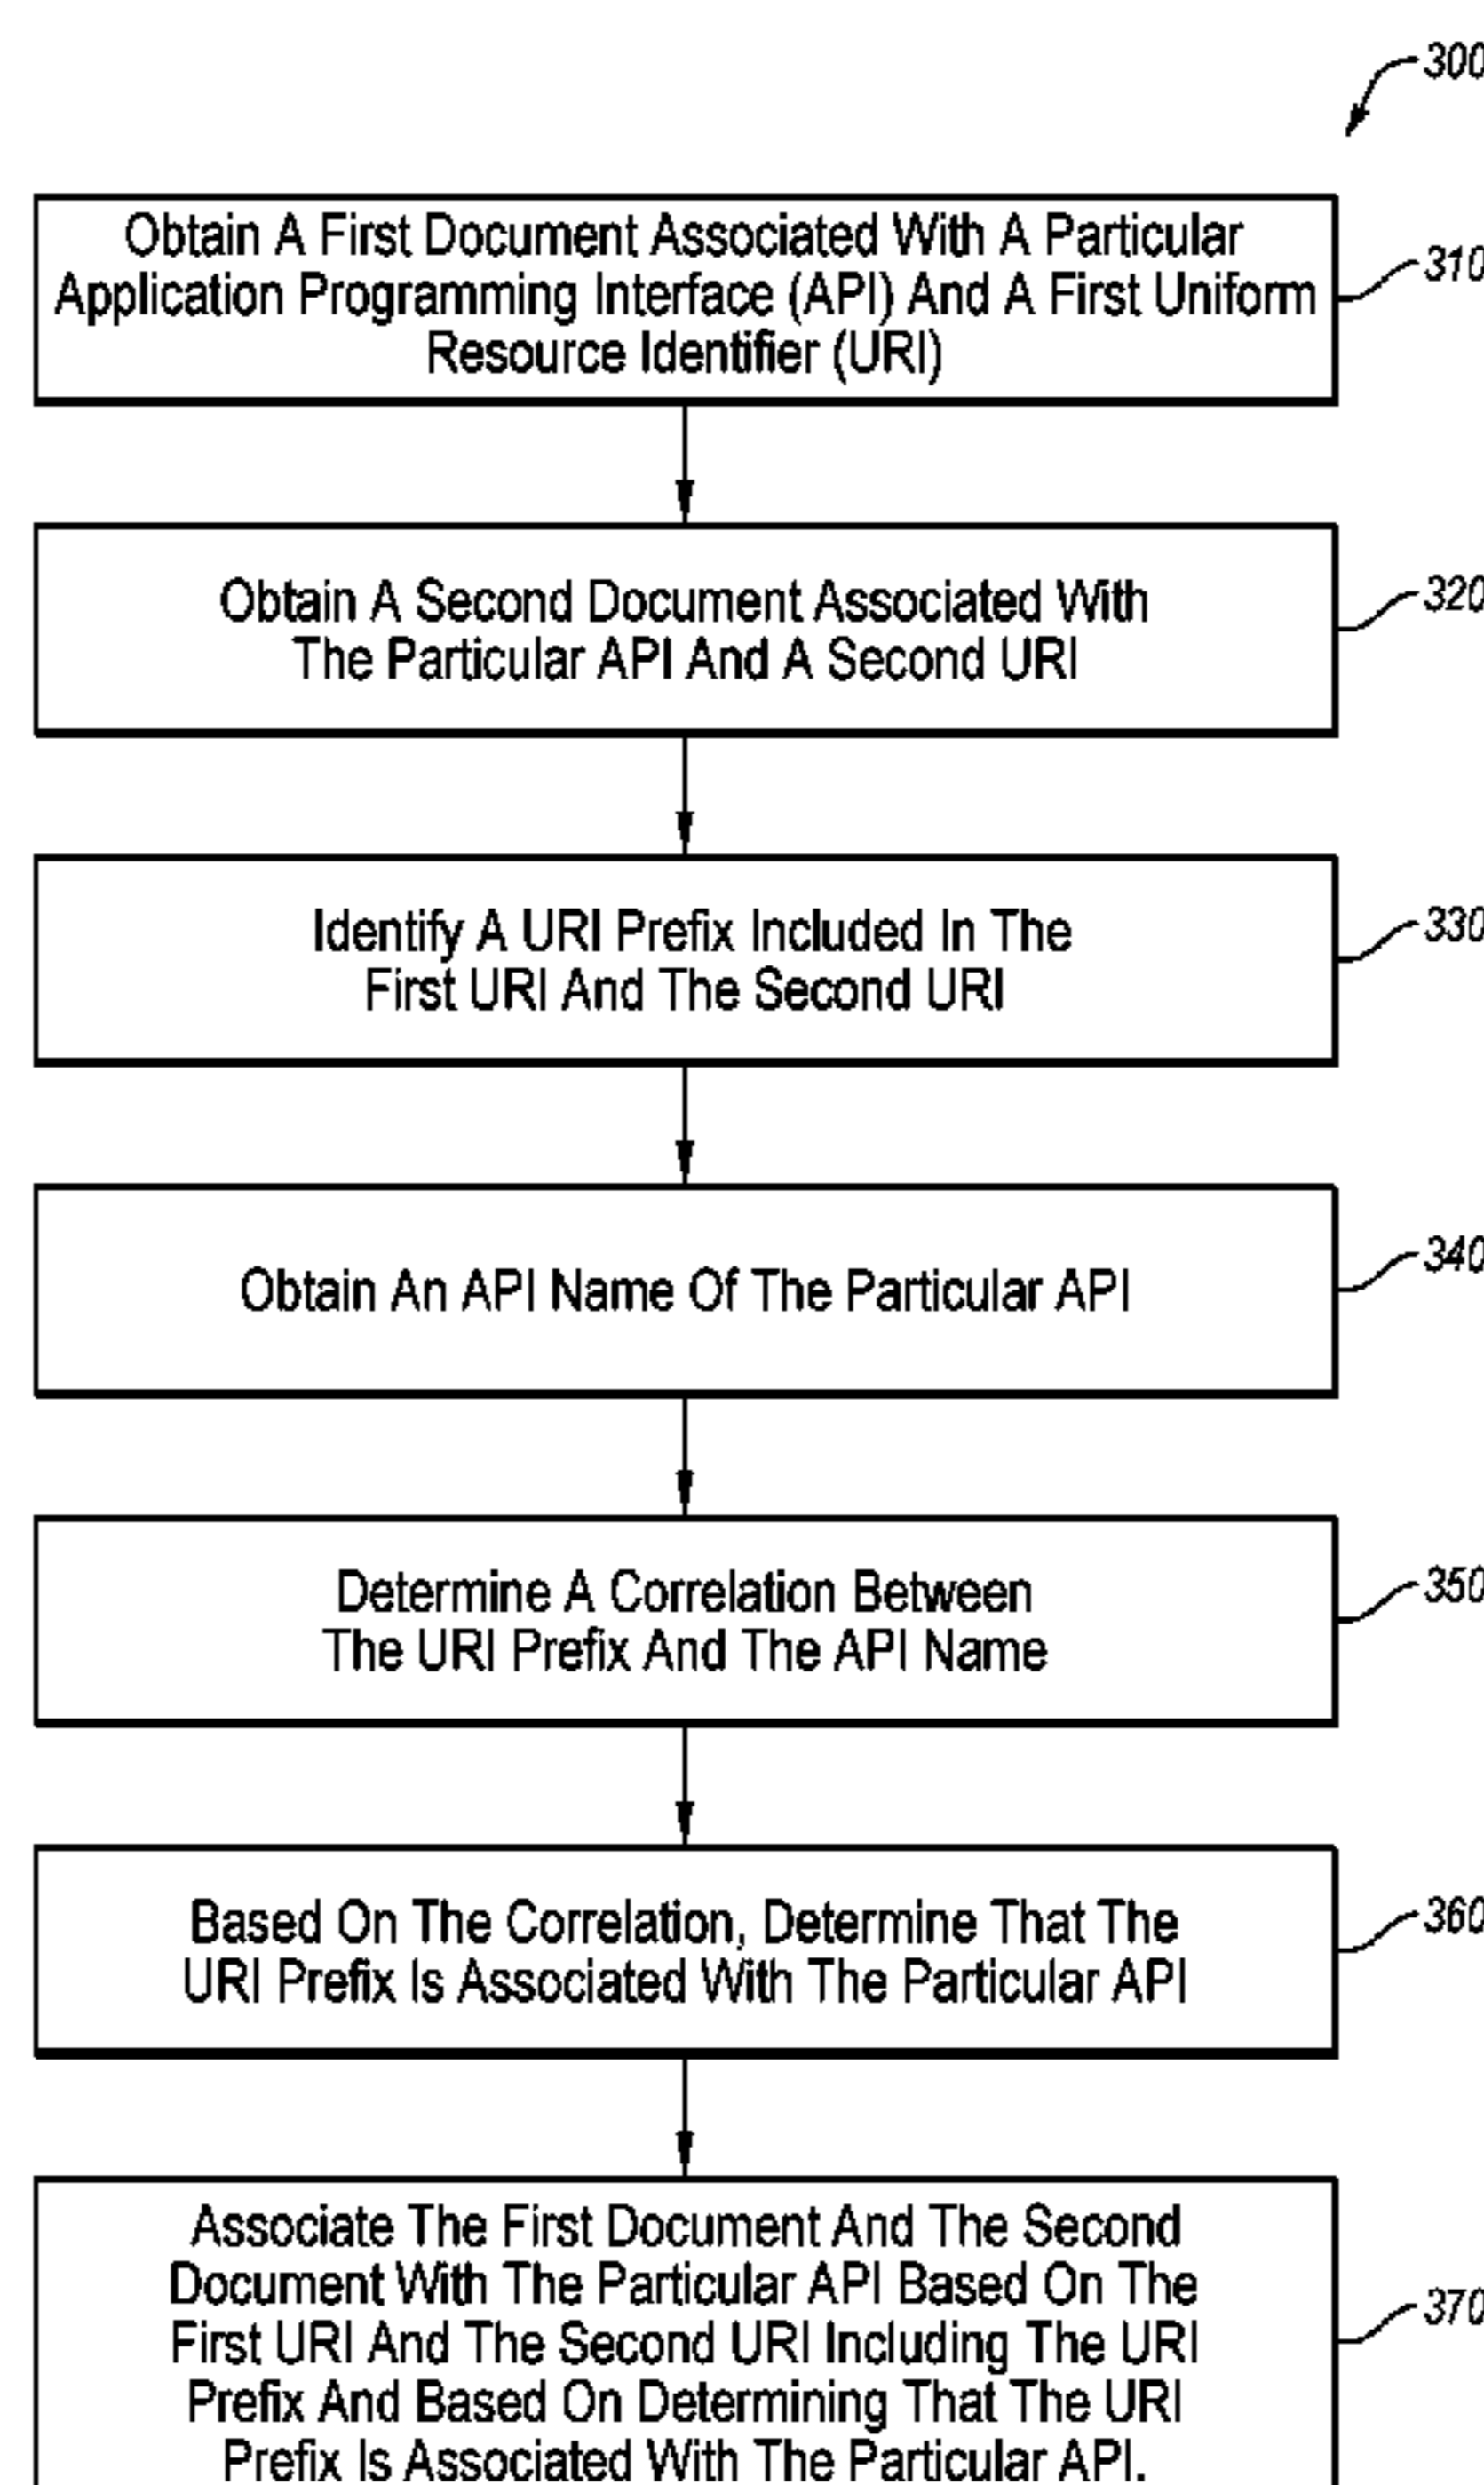 300
Obtain A First Document Associated With A Particular
Application Programming Interface (API) And A First Uniform
Resource Identifier (URI)
310
Obtain A Second Document Associated With
The Particular API And A Second URI
320
Identify A URI Prefix Included In The
First URI And The Second URI
330
Obtain An API Name Of The Particular API
340
Determine A Correlation Between
The URI Prefix And The API Name
350
Based On The Correlation, Determine That The
URI Prefix Is Associated With The Particular API
360
Associate The First Document And The Second
Document With The Particular API Based On The
First URI And The Second URI Including The URI
Prefix And Based On Determining That The URI
Prefix Is Associated With The Particular API.
370